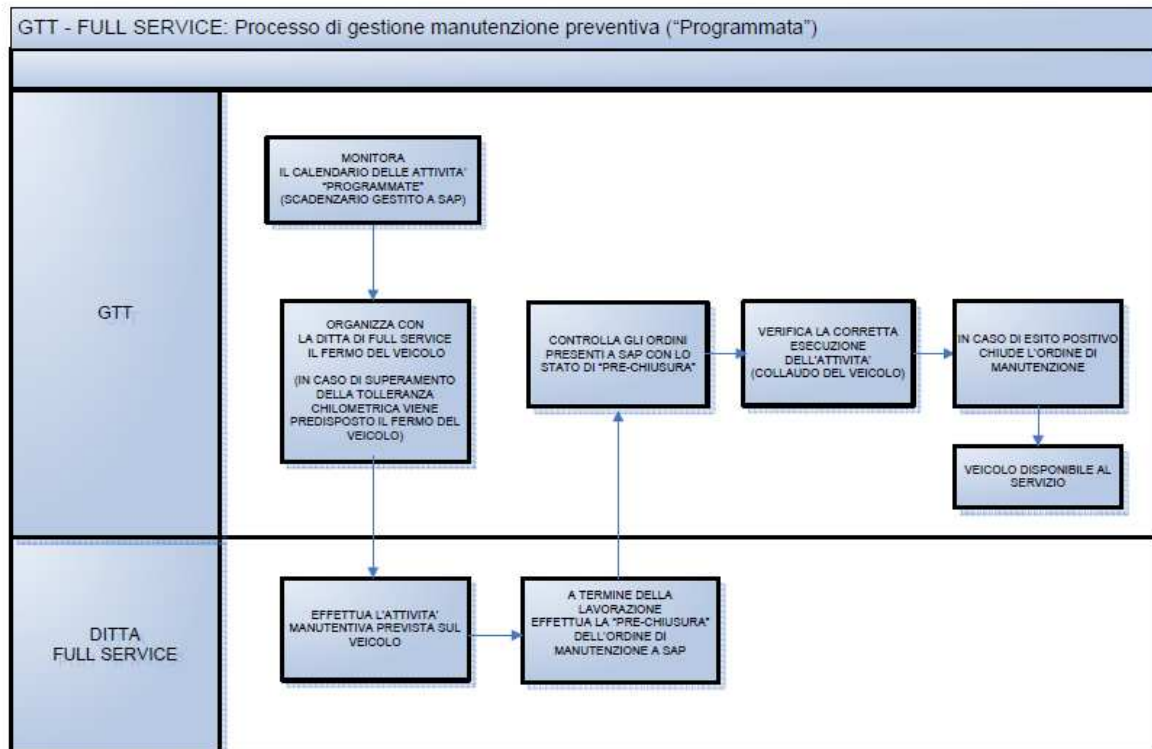 GTT - FULL SERVICE: Processo di gestione manutenzione preventiva (“Programmata”)
GTT
MONITORA
IL CALENDARIO DELLE ATTIVITA’
“PROGRAMMATE”
(SCADENZARIO GESTITO A SAP)
ORGANIZZA CON
LA DITTA DI FULL SERVICE
IL FERMO DEL VEICOLO
(IN CASO DI SUPERAMENTO
DELLA TOLLERANZA
CHILOMETRICA VIENE
PREDISPOSTO IL FERMO DEL
VEICOLO)
CONTROLLA GLI ORDINI
PRESENTI A SAP CON LO
STATO DI “PRE-CHIUSURA”
VERIFICA LA CORRETTA
ESECUZIONE
DELL’ATTIVITA’
(COLLAUDO DEL VEICOLO)
IN CASO DI ESITO POSITIVO
CHIUDE L’ORDINE DI
MANUTENZIONE
VEICOLO DISPONIBILE AL
SERVIZIO
DITTA
FULL SERVICE
EFFETTUA L’ATTIVITA’
MANUTENTIVA PREVISTA SUL
VEICOLO
A TERMINE DELLA
LAVORAZIONE
EFFETTUA LA “PRE-CHIUSURA”
DELL’ORDINE DI
MANUTENZIONE A SAP